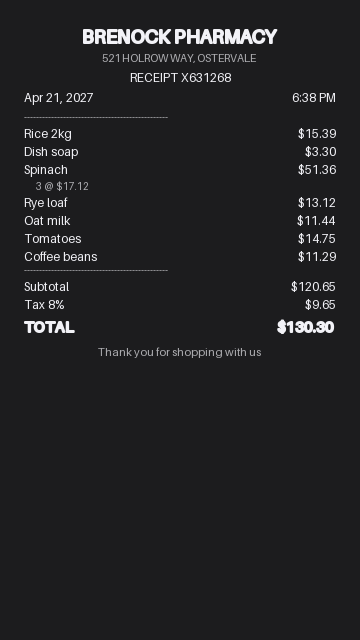 BRENOCK PHARMACY
521 HOLROW WAY, OSTERVALE
RECEIPT X631268
Apr 21, 2027 6:38 PM
Rice 2kg $15.39
Dish soap $3.30
Spinach $51.36
3 @ $17.12
Rye loaf $13.12
Oat milk $11.44
Tomatoes $14.75
Coffee beans $11.29
Subtotal $120.65
Tax 8% $9.65
TOTAL $130.30
Thank you for shopping with us